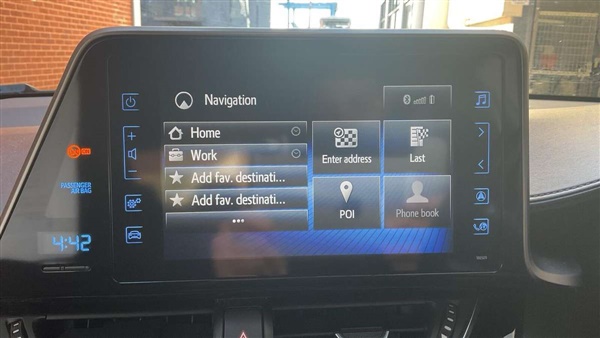 Navigation
Home
Work
Add fav. destinati...
Add fav. destinati...
...
Enter address
Last
POI
Phone book
PASSENGER
AIR BAG
4:42